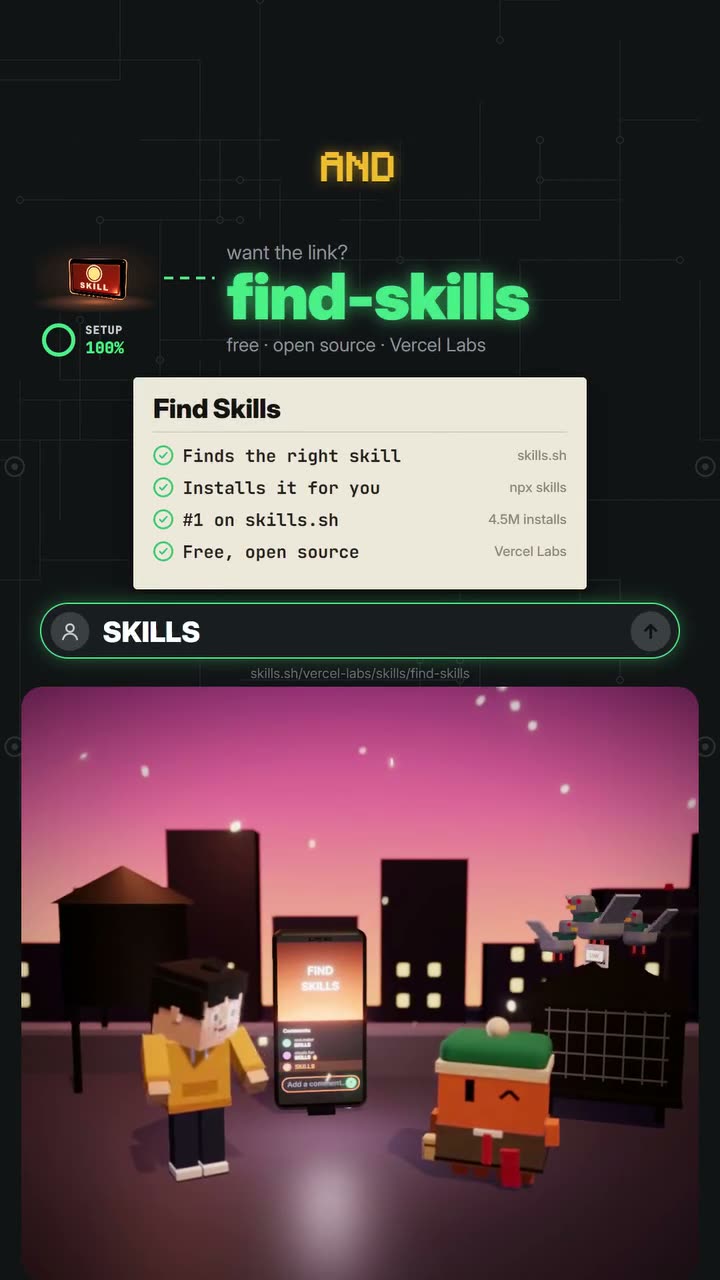 AND
want the link?
SKILL
find-skills
SETUP
100%
free · open source · Vercel Labs
Find Skills
Finds the right skill skills.sh
Installs it for you npx skills
#1 on skills.sh 4.5M installs
Free, open source Vercel Labs
SKILLS
skills.sh/vercel-labs/skills/find-skills
FIND
SKILLS
Comments
SKILLS
SKILLS
SKILLS
Add a comment...